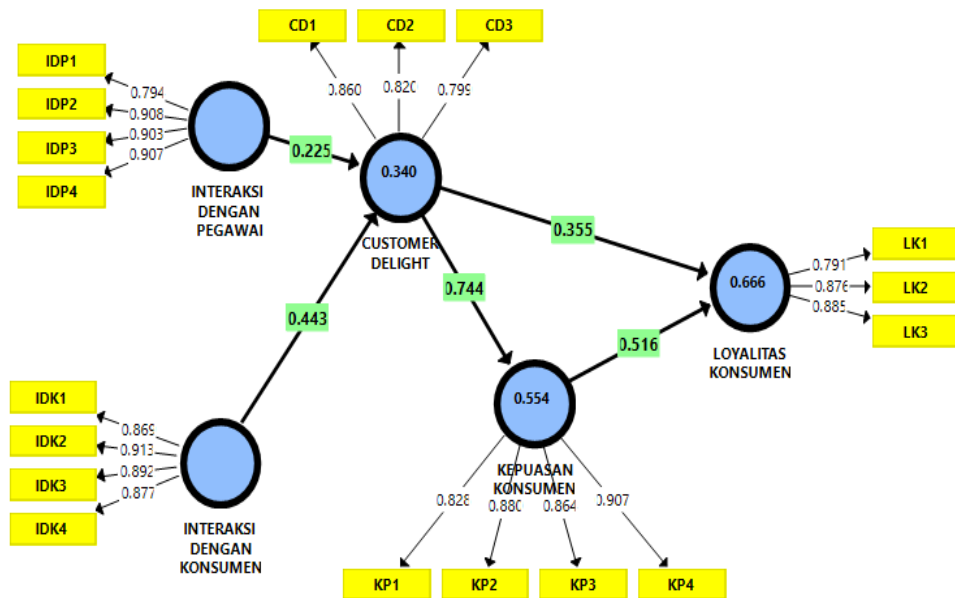 CD1
CD2
CD3
IDP1
IDP2
IDP3
IDP4
0.794
0.908
0.903
0.907
0.860
0.820
0.799
0.225
0.340
INTERAKSI
DENGAN
PEGAWAI
CUSTOMER
DELIGHT
0.355
0.744
0.443
0.666
0.791
0.876
0.885
LK1
LK2
LK3
LOYALITAS
KONSUMEN
0.516
0.554
KEPUASAN
KONSUMEN
IDK1
IDK2
IDK3
IDK4
0.869
0.913
0.892
0.877
INTERAKSI
DENGAN
KONSUMEN
0.828
0.880
0.864
0.907
KP1
KP2
KP3
KP4